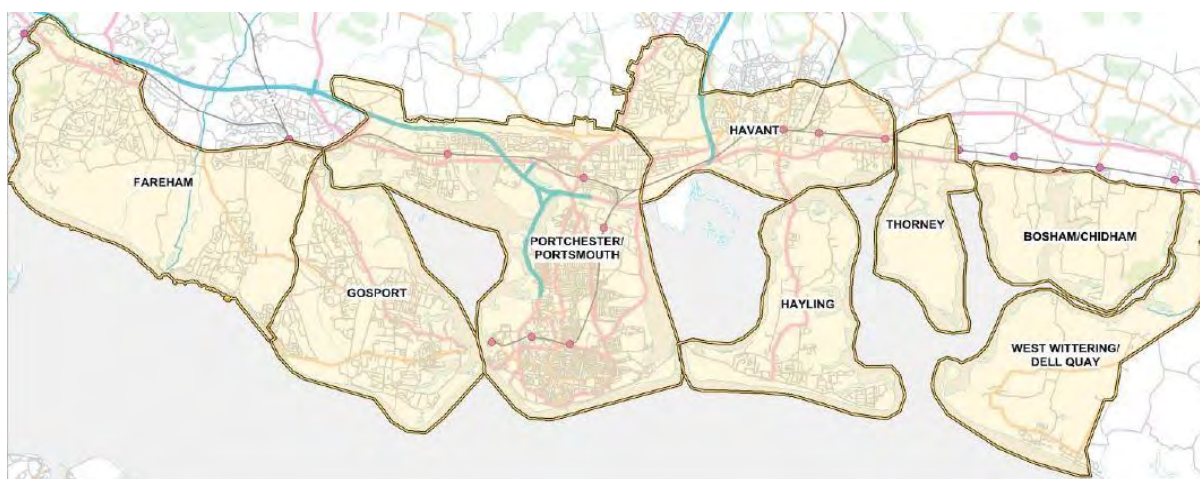 HAVANT
FAREHAM
THORNEY
BOSHAM/CHIDHAM
PORTCHESTER/
PORTSMOUTH
GOSPORT
HAYLING
WEST WITTERING/
DELL QUAY